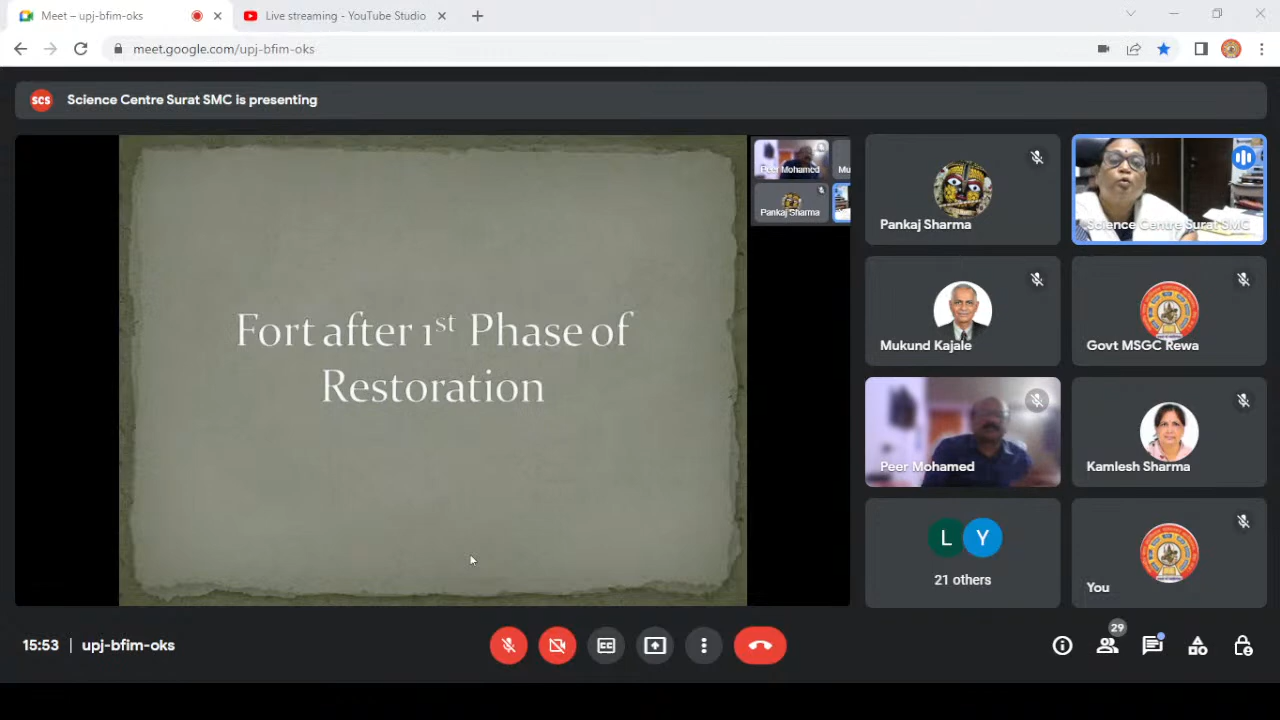 Meet – upj-bfim-oks
Live streaming - YouTube Studio
meet.google.com/upj-bfim-oks
SCS
Science Centre Surat SMC is presenting
Fort after 1st Phase of
Restoration
Peer Mohamed
Mu
Pankaj Sharma
Pankaj Sharma
Science Centre Surat SMC
Mukund Kajale
Govt MSGC Rewa
Peer Mohamed
Kamlesh Sharma
L
Y
21 others
You
15:53 | upj-bfim-oks
CC
29